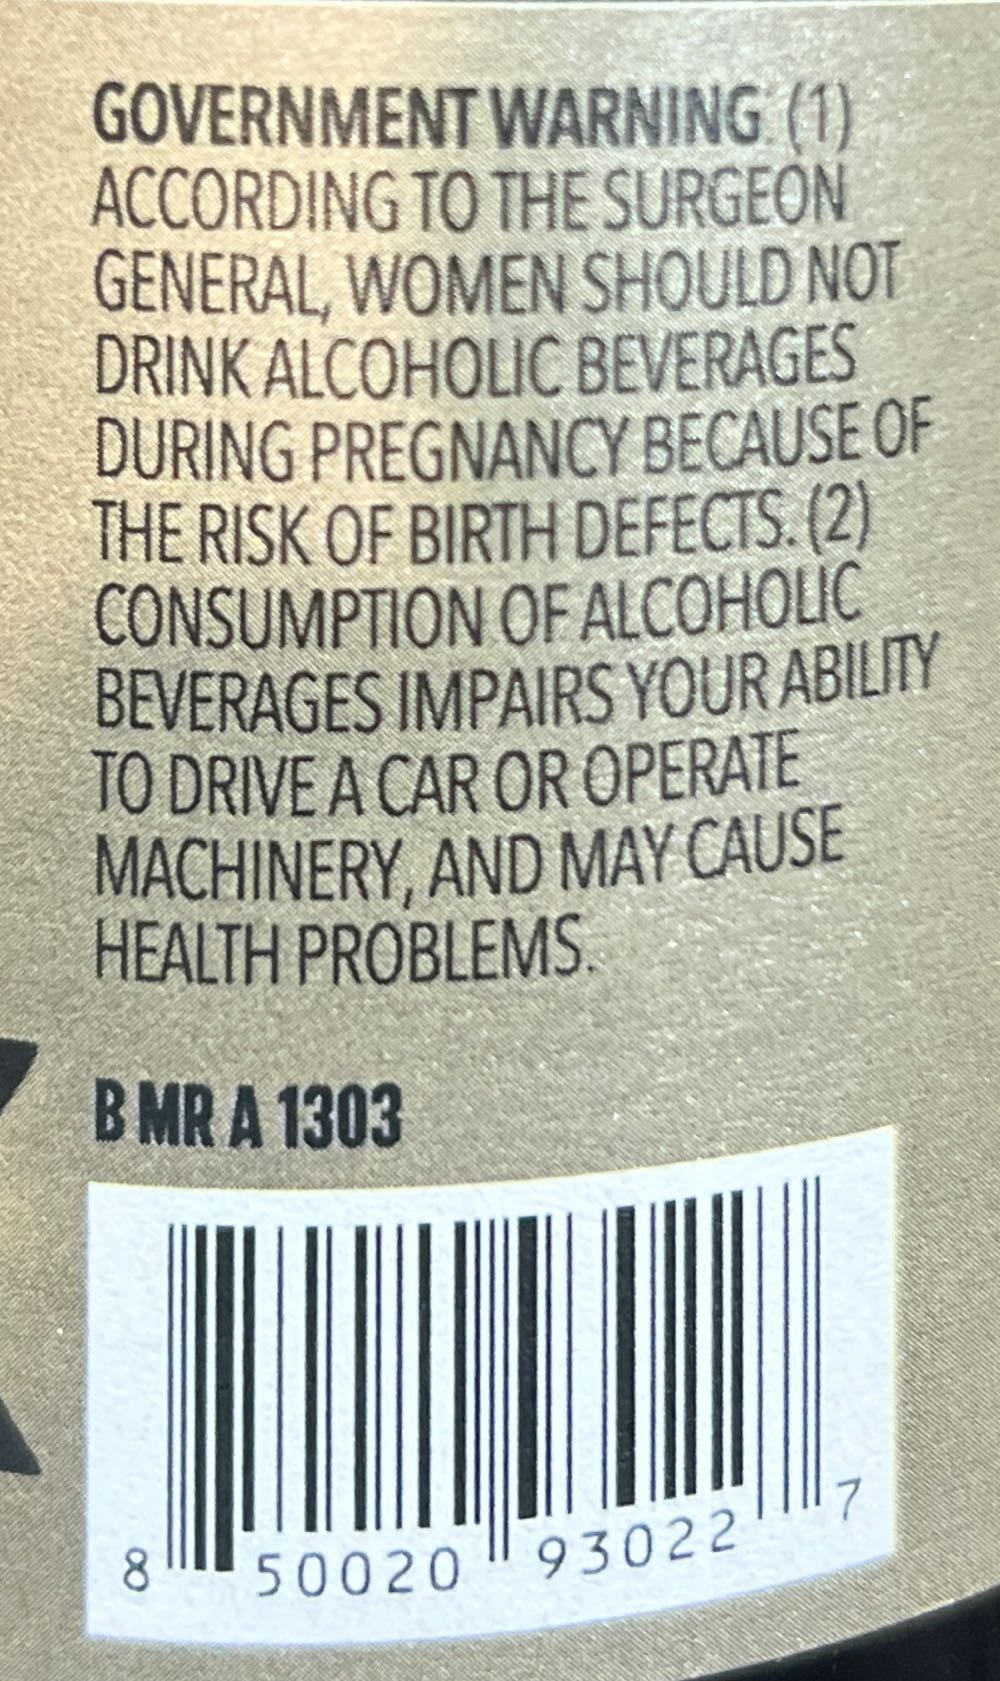 GOVERNMENT WARNING: (1)
ACCORDING TO THE SURGEON
GENERAL, WOMEN SHOULD NOT
DRINK ALCOHOLIC BEVERAGES
DURING PREGNANCY BECAUSE OF
THE RISK OF BIRTH DEFECTS. (2)
CONSUMPTION OF ALCOHOLIC
BEVERAGES IMPAIRS YOUR ABILITY
TO DRIVE A CAR OR OPERATE
MACHINERY, AND MAY CAUSE
HEALTH PROBLEMS.
B MR A 1303
8 50020 93022 7